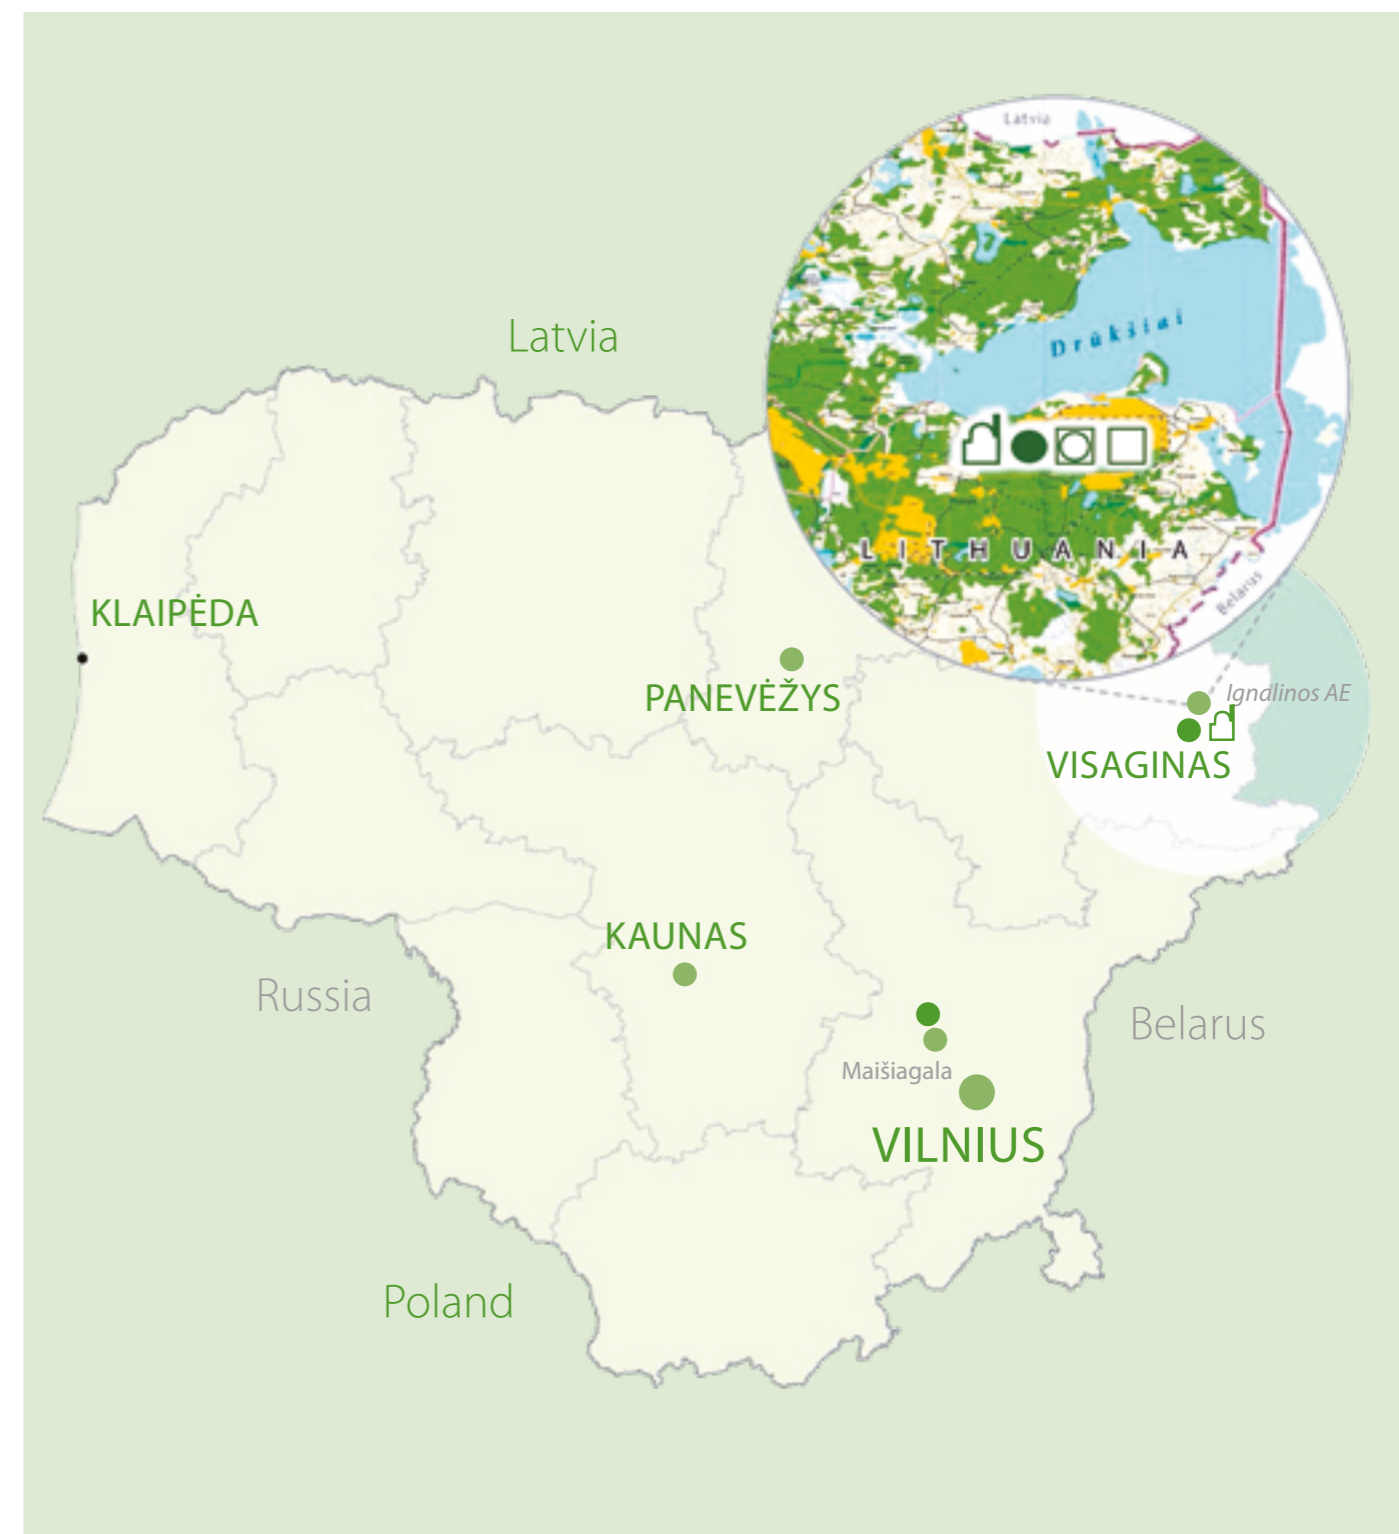 Latvia
Drūkšiai
LITHUANIA
Belarus
Latvia
KLAIPĖDA
PANEVĖŽYS
Ignalinos AE
VISAGINAS
KAUNAS
Russia
Belarus
Maišiagala
VILNIUS
Poland